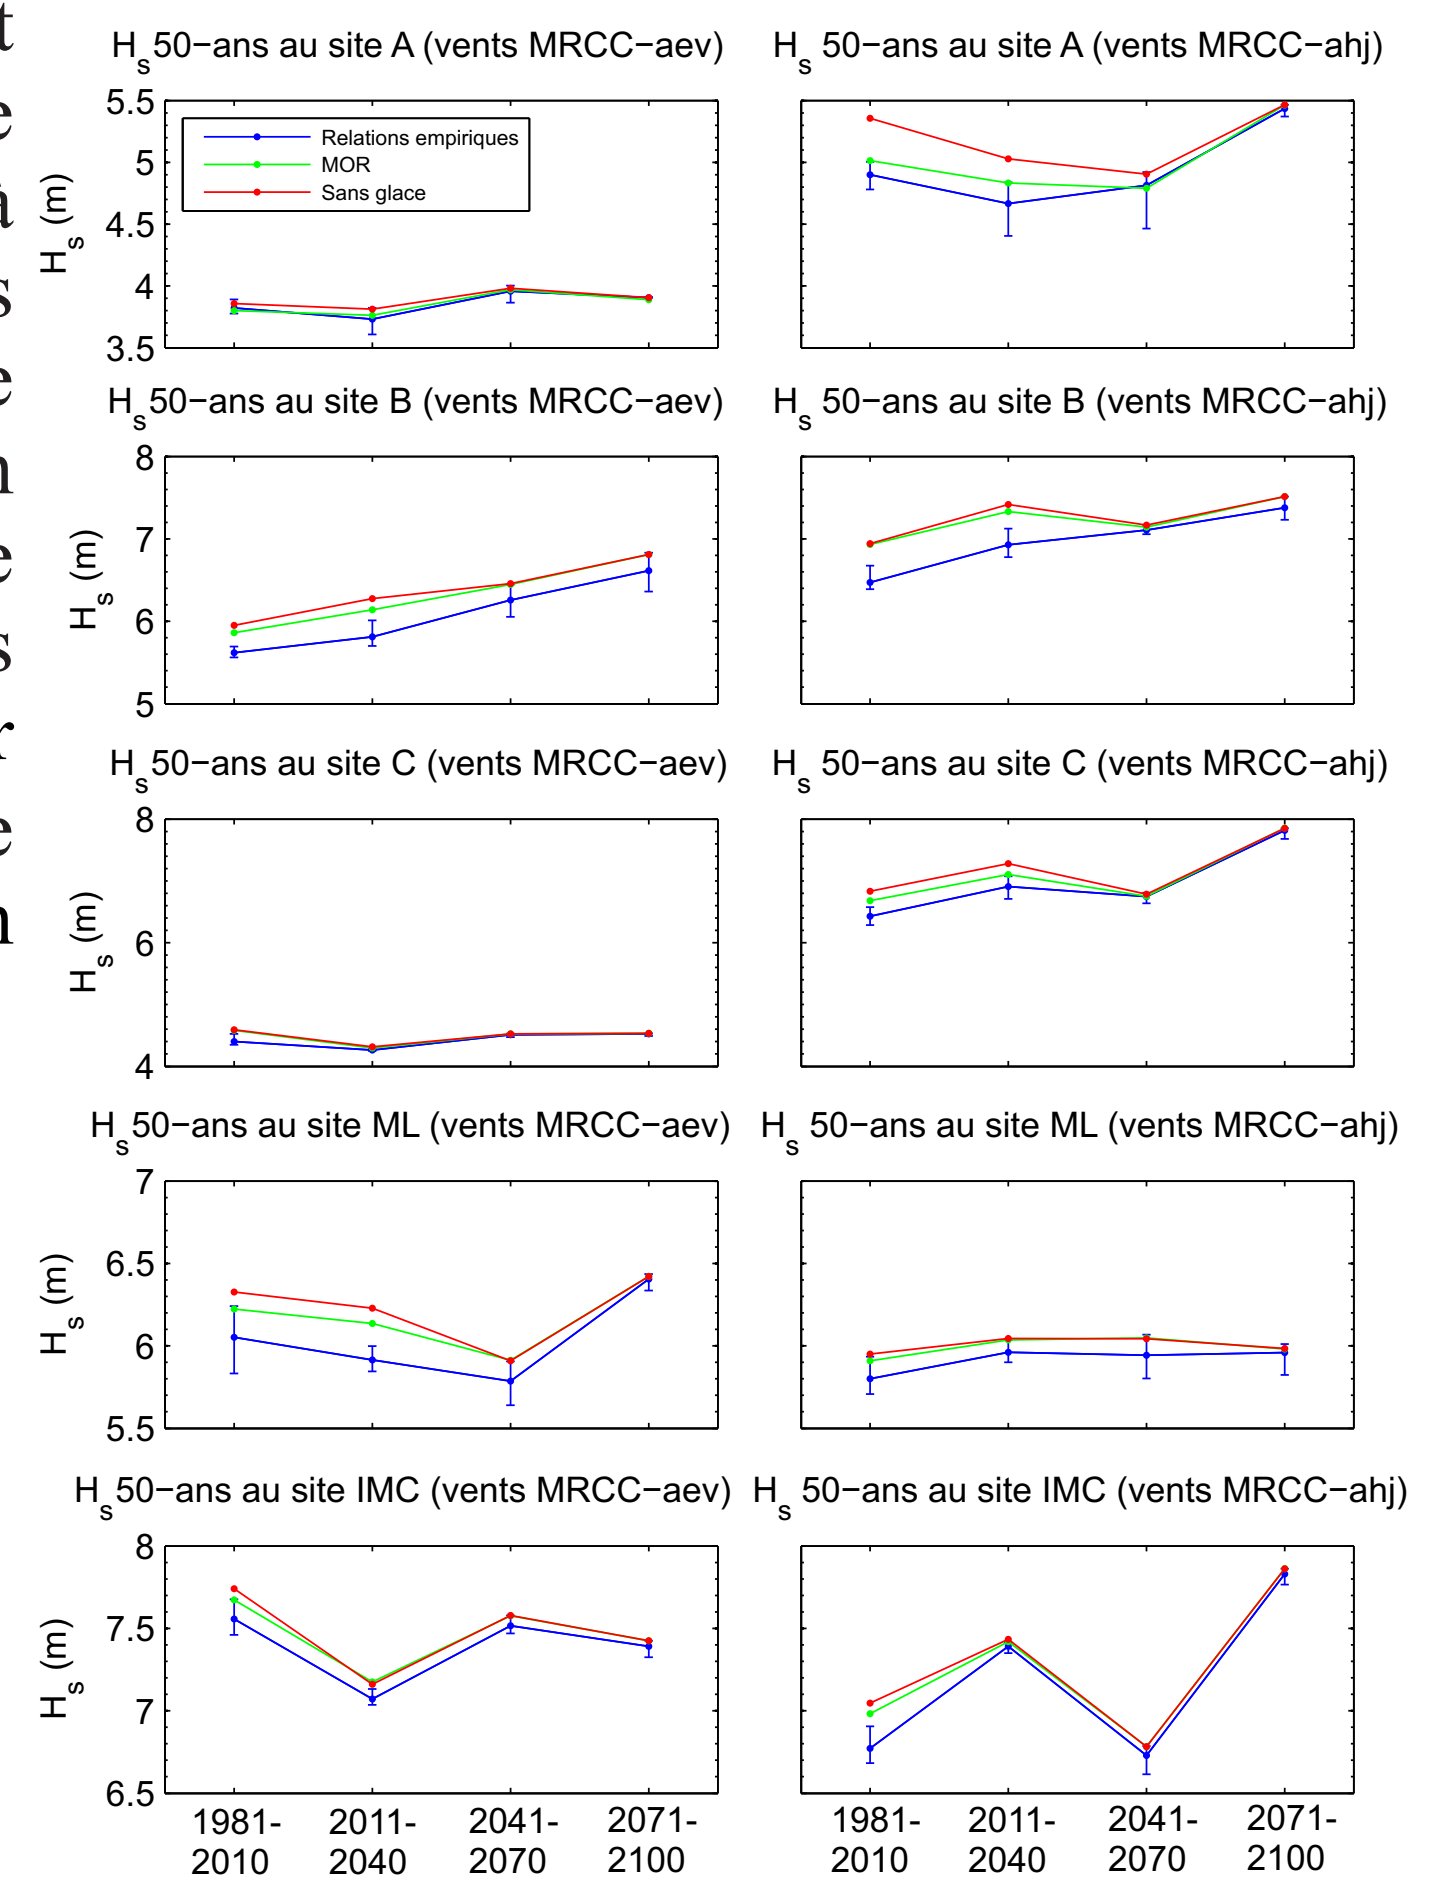 t
e
à
s
e
n
e
s
r
e
n
Hs50−ans au site A (vents MRCC−aev)
Hs 50−ans au site A (vents MRCC−ahj)
5.5
5
4.5
4
3.5
Hs (m)
Relations empiriques
MOR
Sans glace
Hs50−ans au site B (vents MRCC−aev)
Hs 50−ans au site B (vents MRCC−ahj)
8
7
6
5
Hs (m)
Hs50−ans au site C (vents MRCC−aev)
Hs 50−ans au site C (vents MRCC−ahj)
8
6
4
Hs (m)
Hs50−ans au site ML (vents MRCC−aev)
Hs 50−ans au site ML (vents MRCC−ahj)
7
6.5
6
5.5
Hs (m)
Hs50−ans au site IMC (vents MRCC−aev)
Hs 50−ans au site IMC (vents MRCC−ahj)
8
7.5
7
6.5
Hs (m)
1981-
2010
2011-
2040
2041-
2070
2071-
2100
1981-
2010
2011-
2040
2041-
2070
2071-
2100